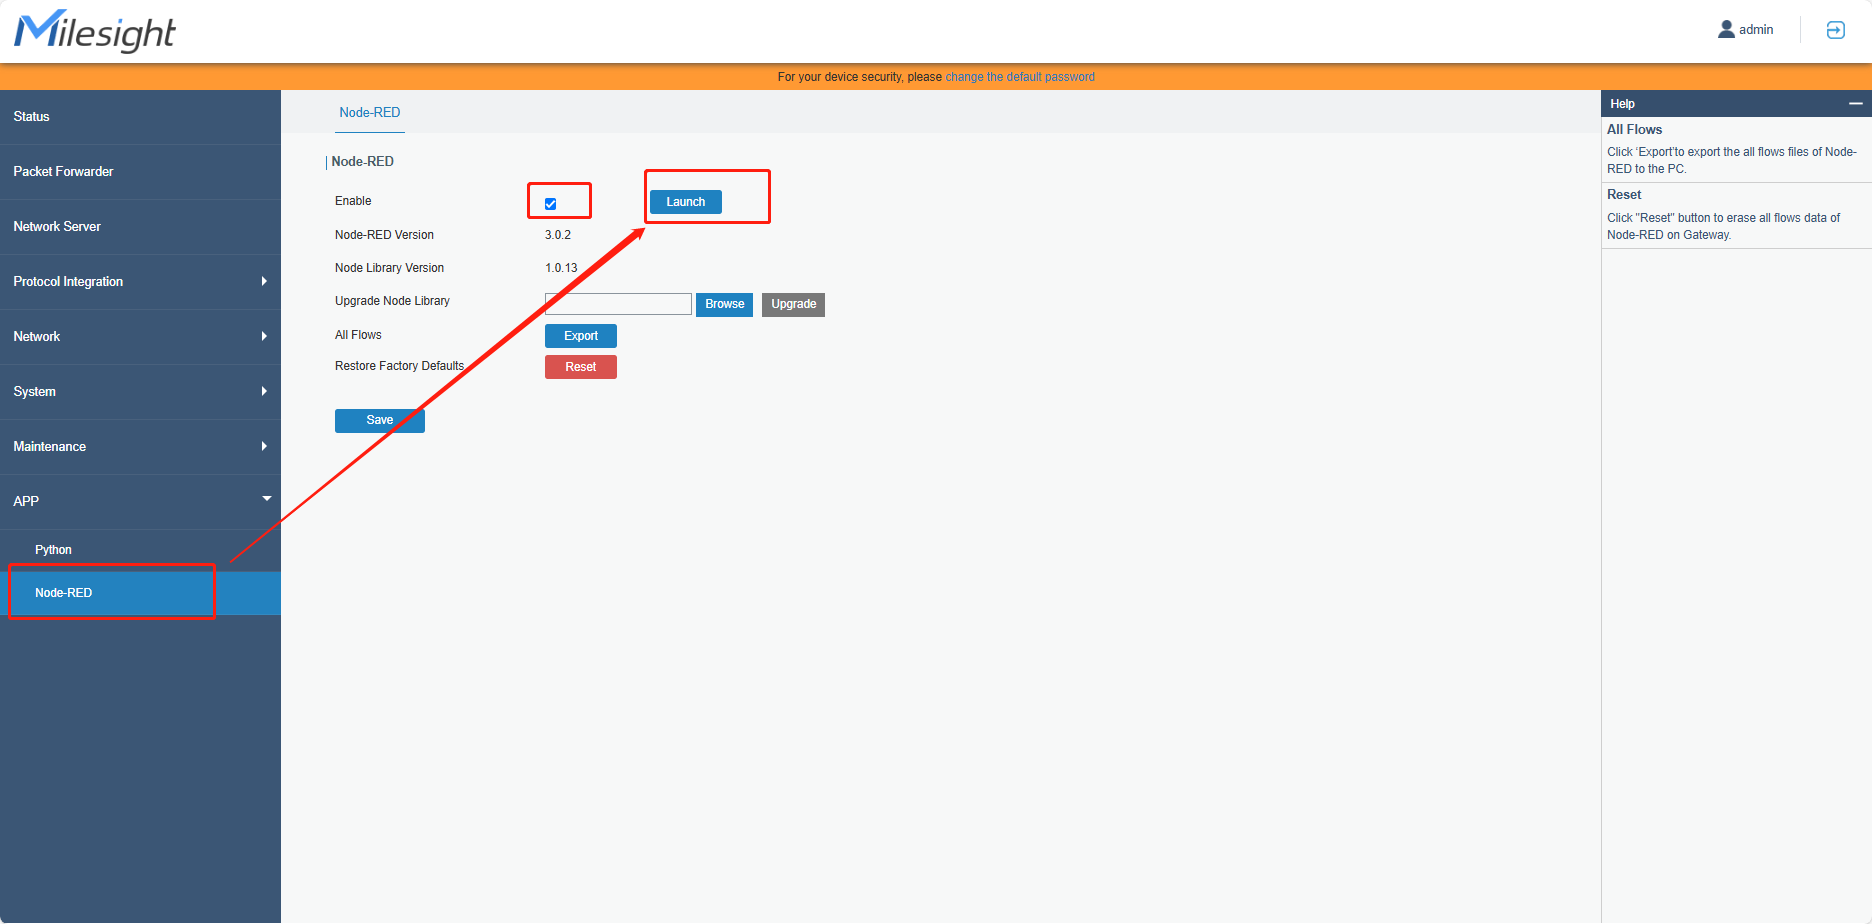 Milesight
admin
For your device security, please change the default password
Status
Packet Forwarder
Network Server
Protocol Integration
Network
System
Maintenance
APP
Python
Node-RED
Node-RED
Node-RED
Enable
Launch
Node-RED Version
3.0.2
Node Library Version
1.0.13
Upgrade Node Library
Browse
Upgrade
All Flows
Export
Restore Factory Defaults
Reset
Save
Help
All Flows
Click ‘Export’to export the all flows files of Node-
RED to the PC.
Reset
Click "Reset" button to erase all flows data of
Node-RED on Gateway.